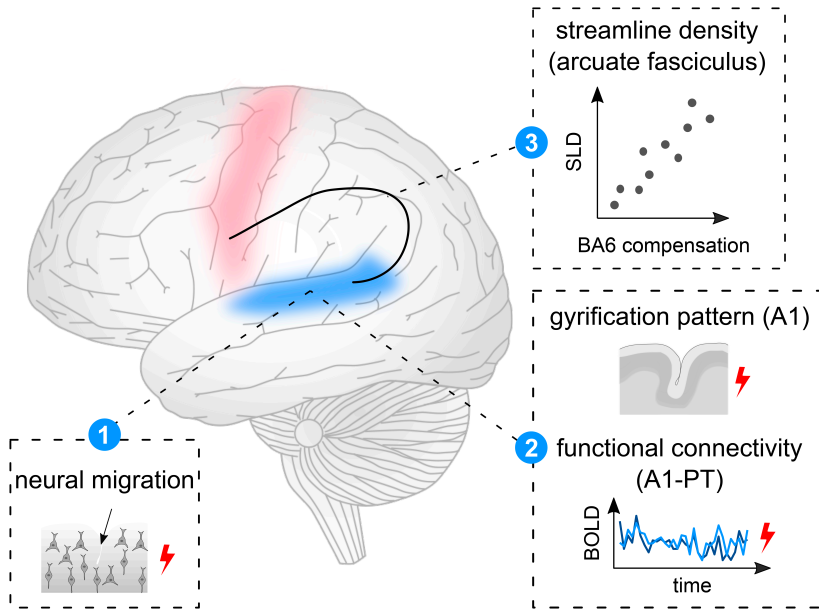 streamline density
(arcuate fasciculus)
SLD
BA6 compensation
3
gyrification pattern (A1)
2
functional connectivity
(A1-PT)
BOLD
time
1
neural migration